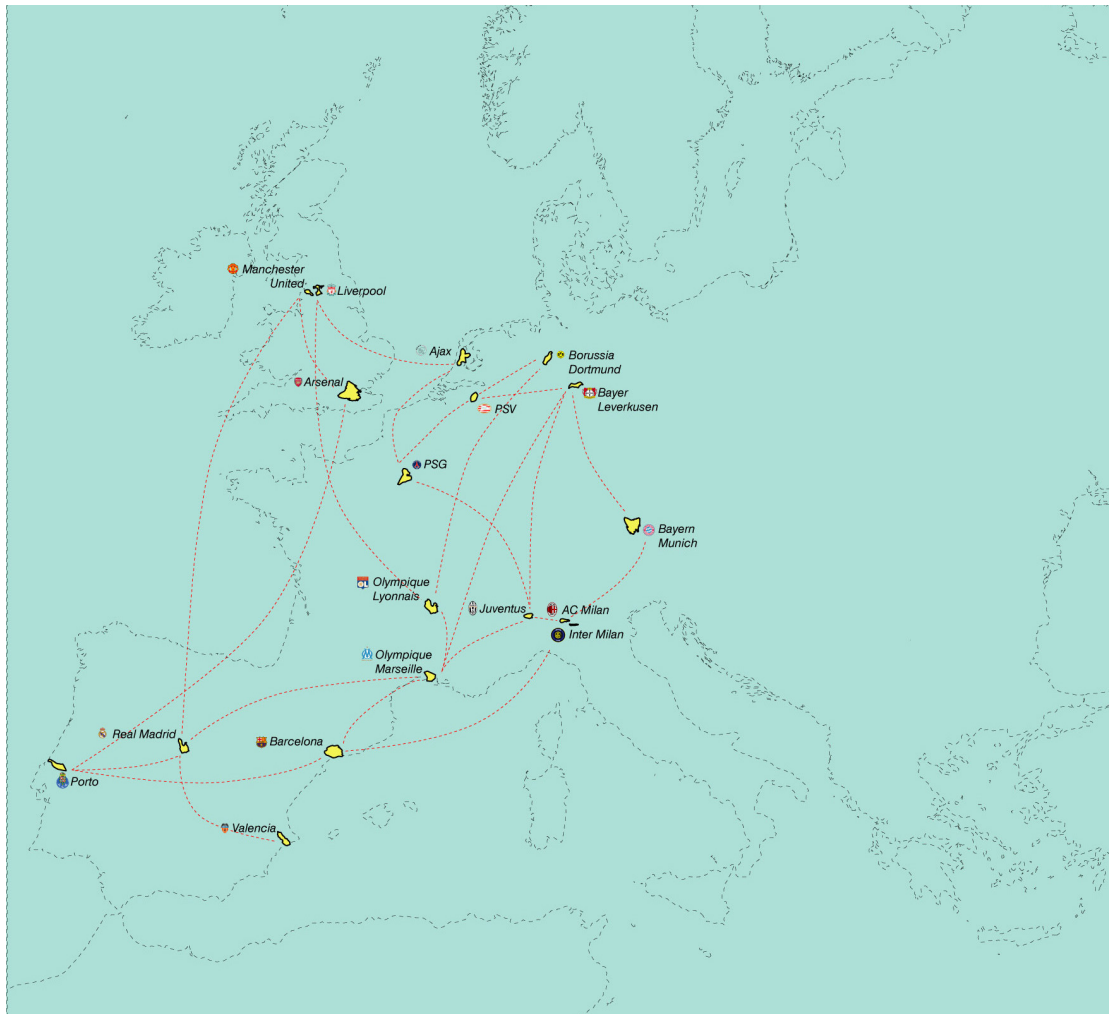 Manchester
United
Liverpool
Ajax
Borussia
Dortmund
Arsenal
Bayer
Leverkusen
PSV
PSG
Bayern
Munich
Olympique
Lyonnais
Juventus
AC Milan
Inter Milan
Olympique
Marseille
Real Madrid
Barcelona
Porto
Valencia